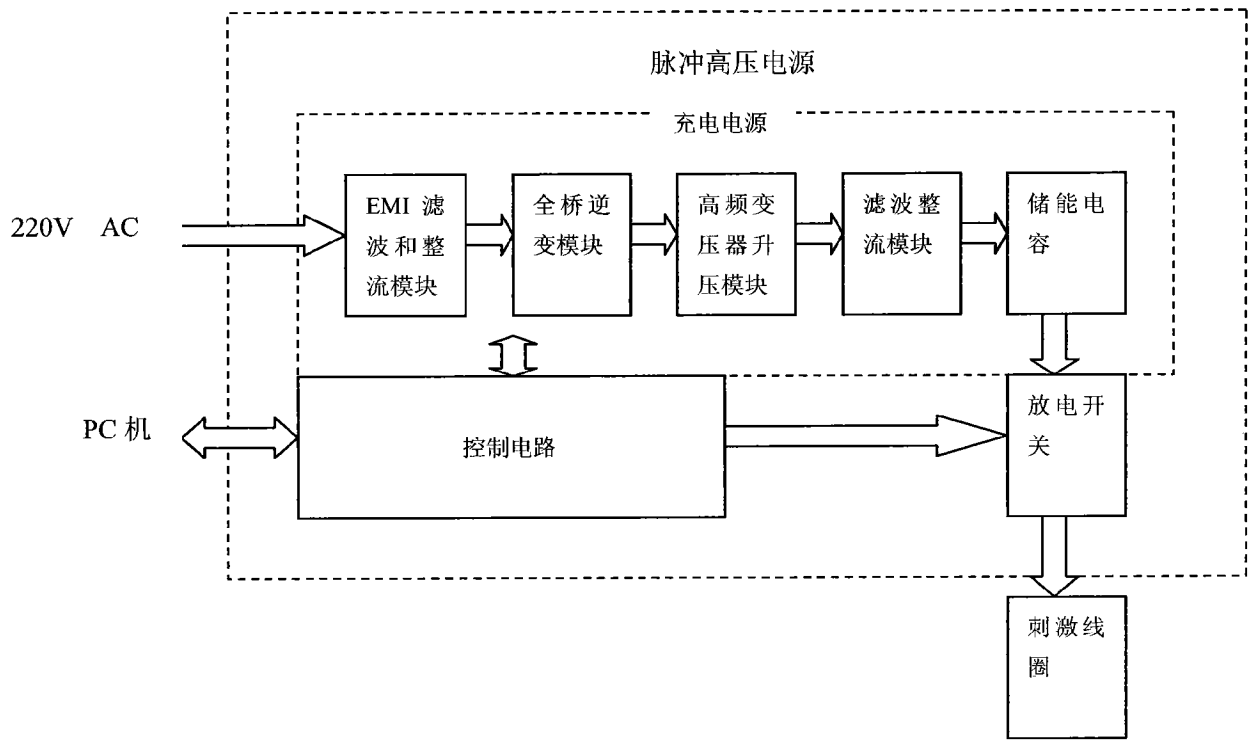 脉冲高压电源
充电电源
220V AC
EMI 滤
波和整
流模块
全桥逆
变模块
高频变
压器升
压模块
滤波整
流模块
储能电
容
PC 机
控制电路
放电开
关
刺激线
圈